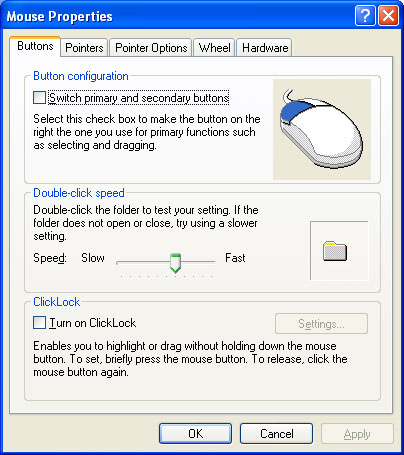 Mouse Properties
?
Buttons
Pointers
Pointer Options
Wheel
Hardware
Button configuration
Switch primary and secondary buttons
Select this check box to make the button on the
right the one you use for primary functions such
as selecting and dragging.
Double-click speed
Double-click the folder to test your setting. If the
folder does not open or close, try using a slower
setting.
Speed: Slow Fast
ClickLock
Turn on ClickLock
Settings...
Enables you to highlight or drag without holding down the mouse
button. To set, briefly press the mouse button. To release, click the
mouse button again.
OK
Cancel
Apply